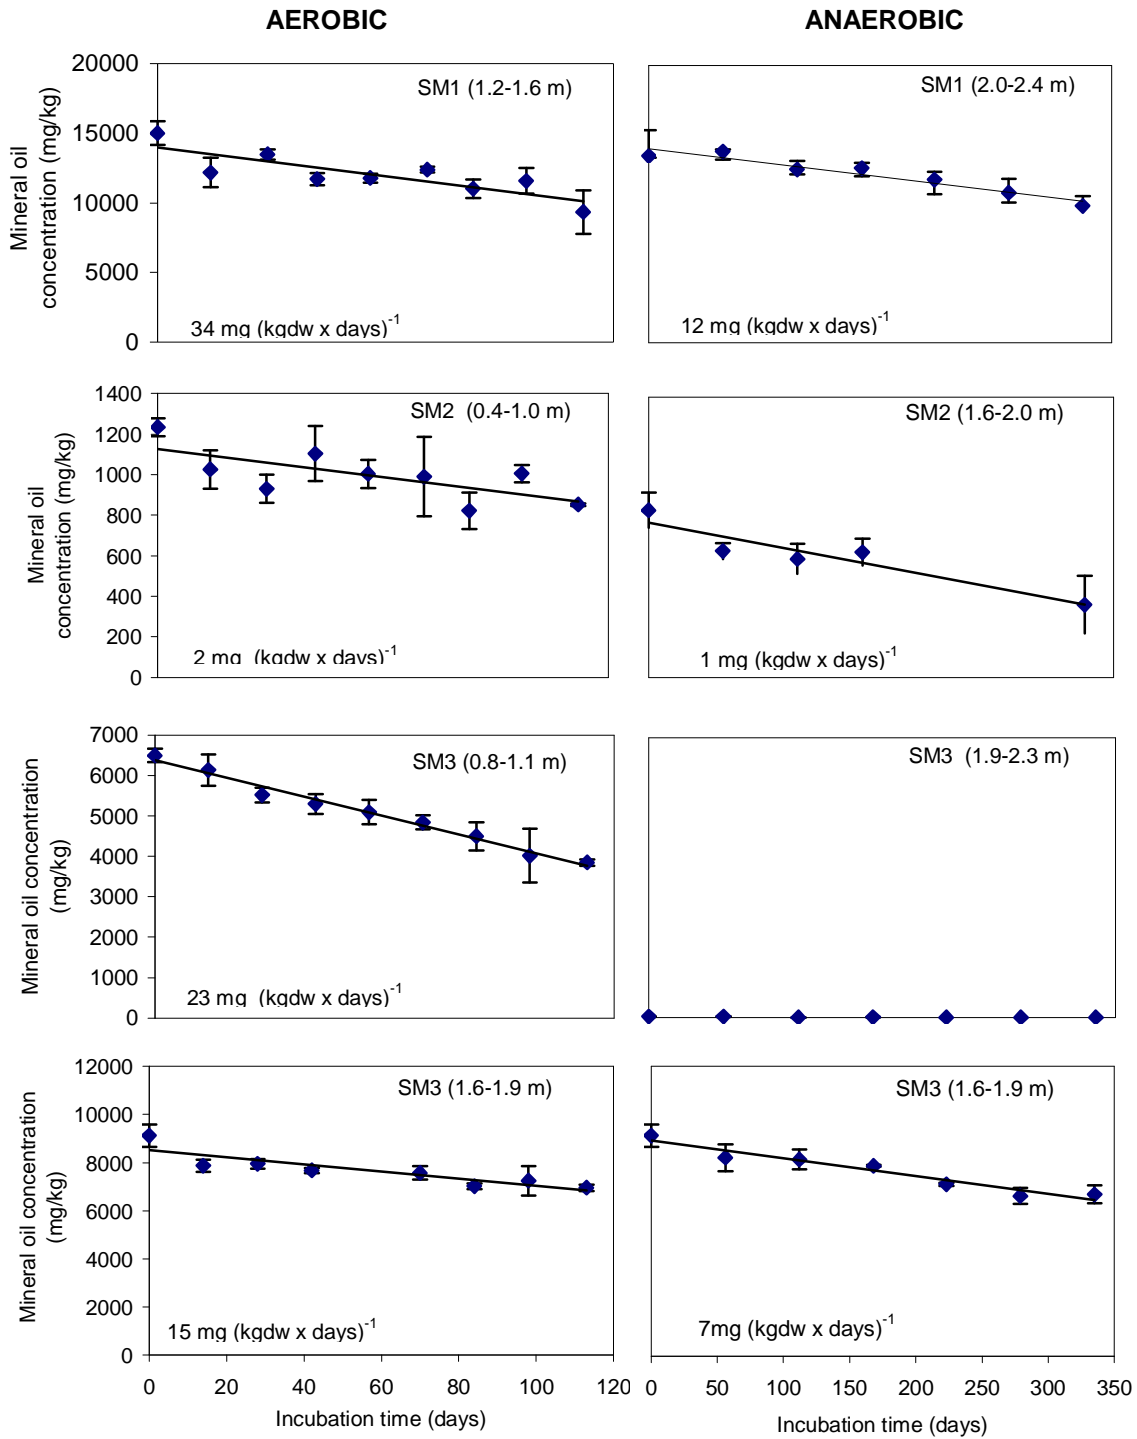 AEROBIC
ANAEROBIC
Mineral oil
concentration (mg/kg)
20000
15000
10000
5000
0
SM1 (1.2-1.6 m)
34 mg (kgdw x days)-1
SM1 (2.0-2.4 m)
12 mg (kgdw x days)-1
Mineral oil
concentration (mg/kg)
1400
1200
1000
800
600
400
200
0
SM2 (0.4-1.0 m)
2 mg (kgdw x days)-1
SM2 (1.6-2.0 m)
1 mg (kgdw x days)-1
Mineral oil concentration
(mg/kg)
7000
6000
5000
4000
3000
2000
1000
0
SM3 (0.8-1.1 m)
23 mg (kgdw x days)-1
SM3 (1.9-2.3 m)
Mineral oil concentration
(mg/kg)
12000
10000
8000
6000
4000
2000
0
SM3 (1.6-1.9 m)
15 mg (kgdw x days)-1
0 20 40 60 80 100 120
Incubation time (days)
SM3 (1.6-1.9 m)
7mg (kgdw x days)-1
0 50 100 150 200 250 300 350
Incubation time (days)